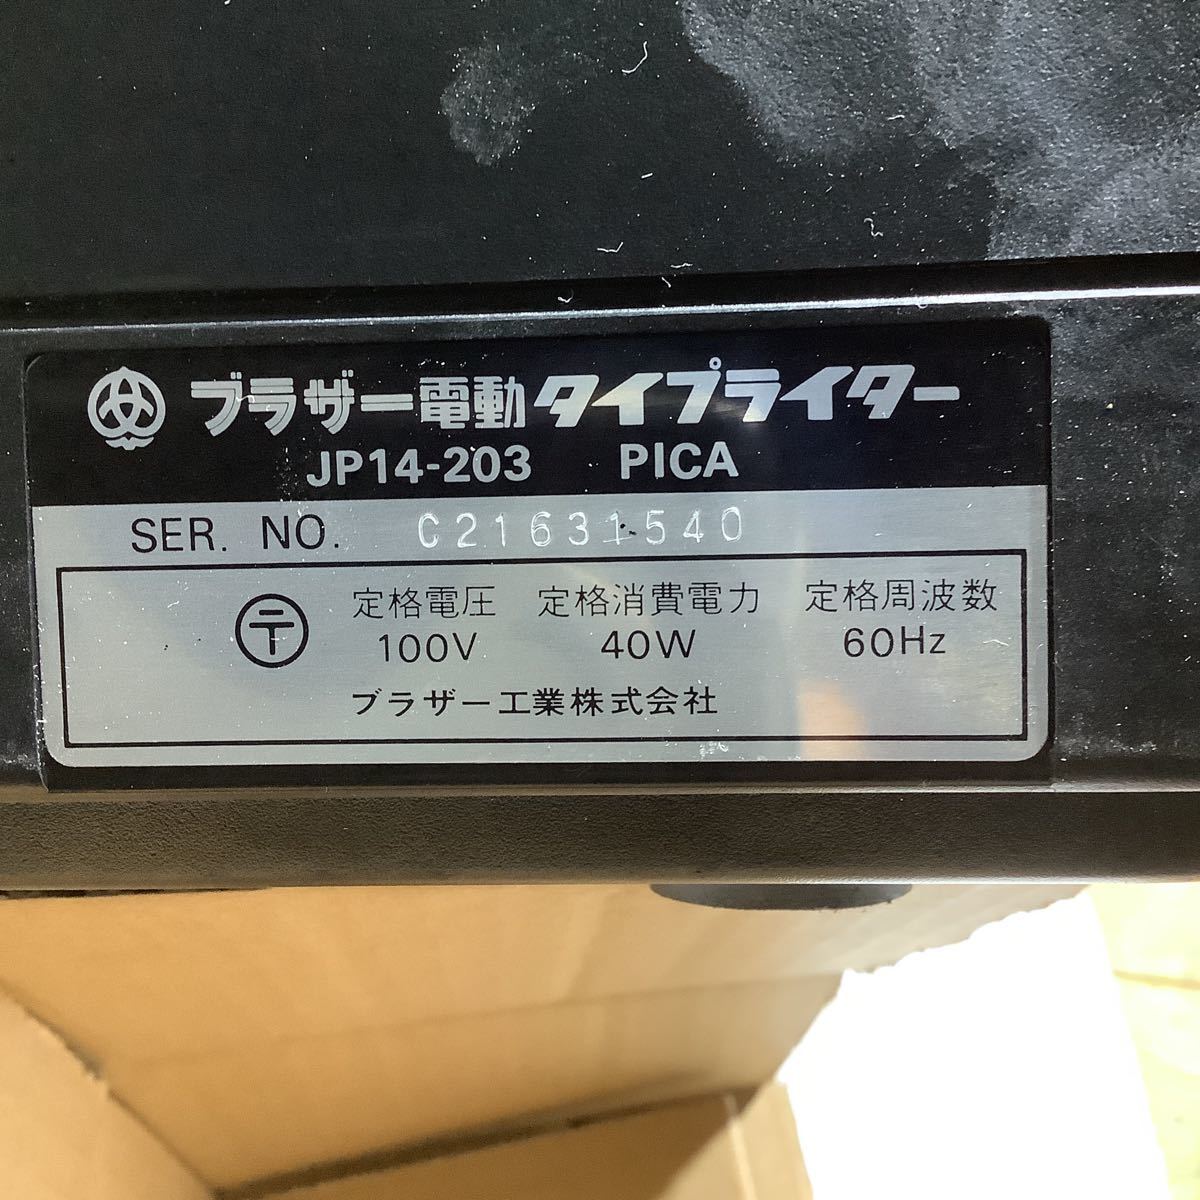 ブラザー電動タイプライター
JP14-203 PICA
SER. NO. C21631540
定格電圧 定格消費電力 定格周波数
100V 40W 60Hz
ブラザー工業株式会社